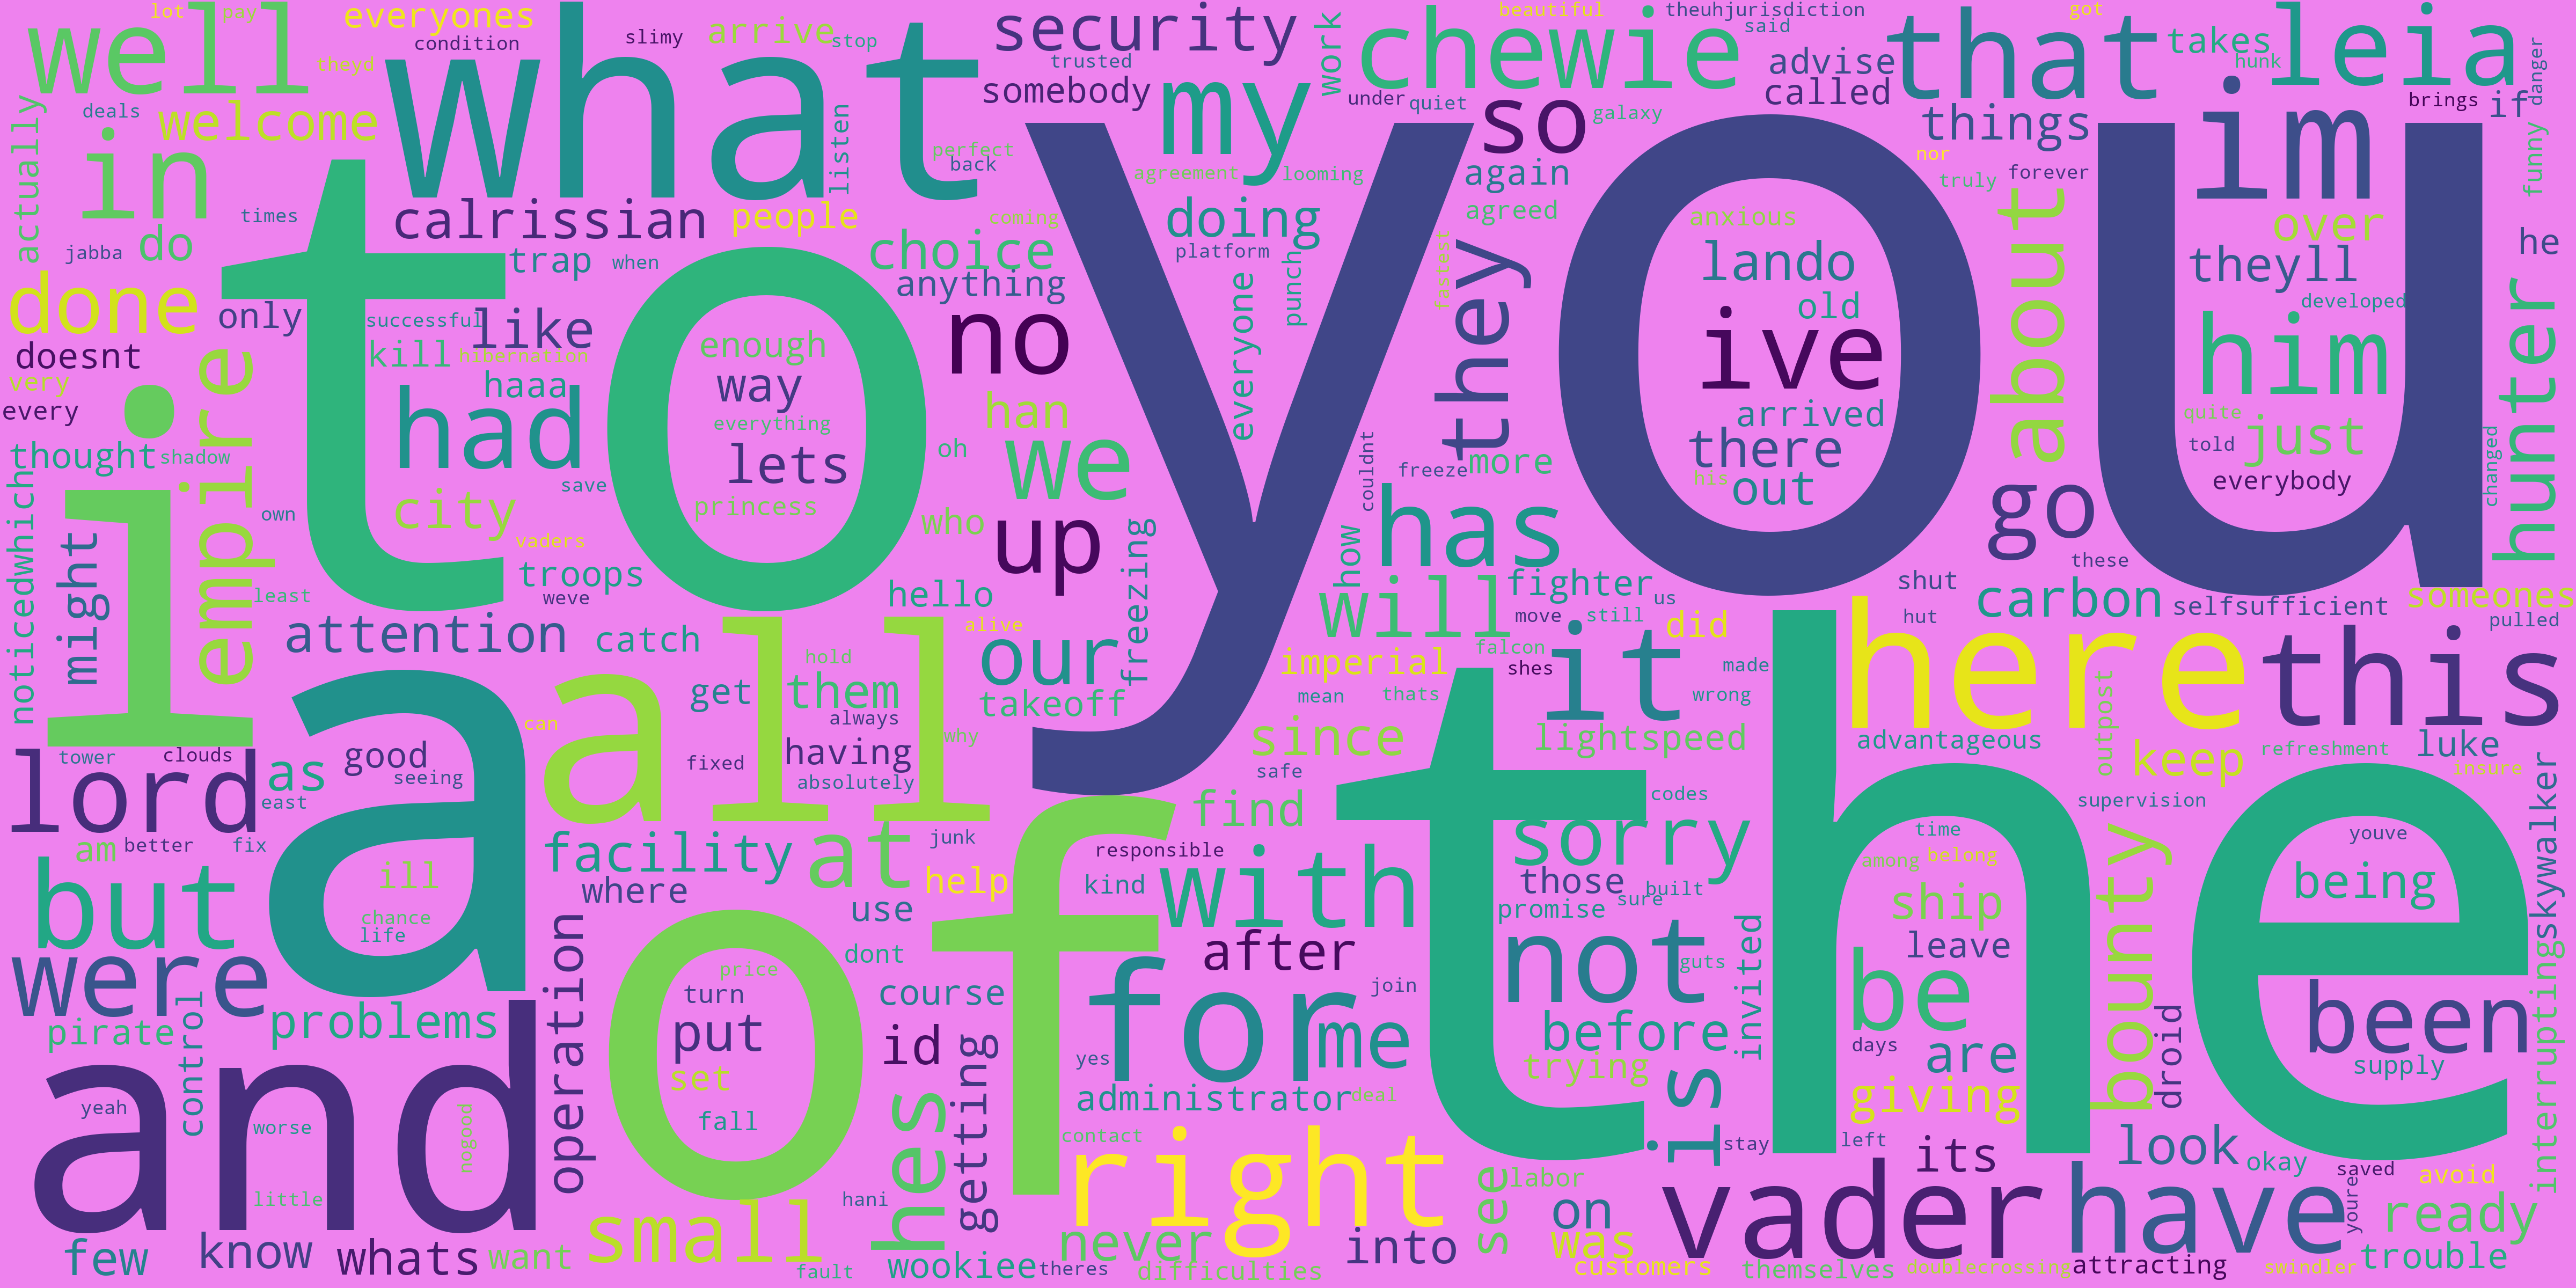 lot
pay
everyones
condition
slimy
arrive
stop
security
chewie
beautiful
theuhjurisdiction
said
got
that
takes
hunk
leia
well
theyd
what
trusted
somebody
my
work
advise
called
im
danger
deals
welcome
listen
under
quiet
so
galaxy
things
brings
if
actually
in
perfect
back
agreement
looming
again
nor
truly
forever
funny
times
calrissian
people
coming
doing
agreed
anxious
about
over
he
jabba
do
trap
when
choice
platform
punch
they
fastest
lando
theyll
done
only
to
anything
you
old
developed
successful
like
no
everyone
ive
him
hunter
doesnt
kill
hibernation
enough
very
haaa
way
han
arrived
quite
every
i
empire
had
everything
lets
oh
we
couldnt
freeze
more
there
told
just
thought
shadow
save
princess
his
out
everybody
changed
noticedwhich
own
city
who
up
freezing
has
go
might
vaders
troops
weve
hello
how
fighter
us
shut
these
least
attention
catch
alive
our
will
move
still
did
hut
carbon
selfsufficient
someones
pulled
a
all
hold
get
them
takeoff
imperial
falcon
shes
it
made
here
this
can
always
mean
thats
wrong
outpost
tower
clouds
good
seeing
fixed
having
why
since
lightspeed
advantageous
keep
refreshment
luke
lord
as
east
absolutely
safe
insure
of
find
the
codes
supervision
skywalker
am
better
fix
facility
at
junk
responsible
sorry
time
bounty
youve
but
ill
where
help
kind
with
those
built
among
belong
being
chance
life
use
promise
sure
ship
were
operation
dont
after
not
guts
invited
leave
price
turn
course
for
join
be
been
pirate
control
problems
put
id
getting
me
before
days
are
droid
supply
interrupting
set
yes
trying
is
giving
yeah
and
nogood
fall
hes
administrator
deal
worse
contact
right
stay
left
its
look
okay
little
small
hani
see
labor
vader
have
saved
avoid
few
know
whats
want
fault
wookiee
theres
never
difficulties
into
on
was
customers
themselves
doublecrossing
attracting
youre
ready
trouble
swindler